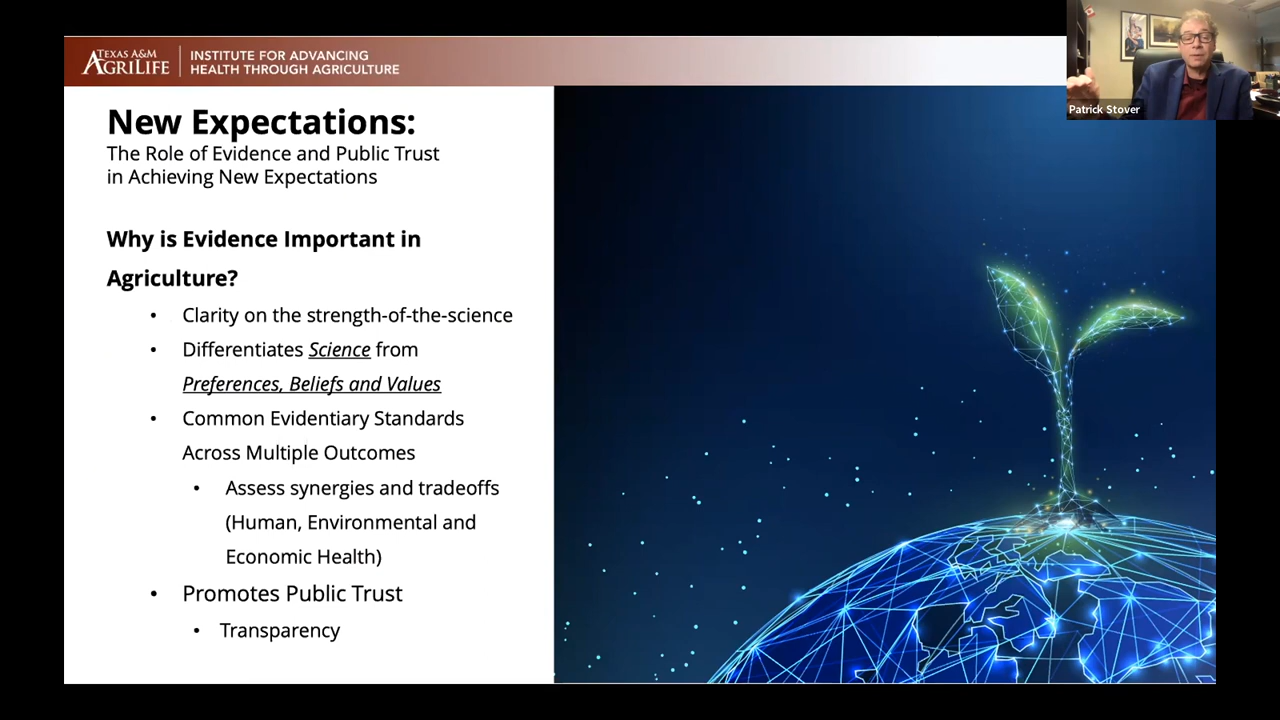 TEXAS A&M
AGRILIFE
INSTITUTE FOR ADVANCING
HEALTH THROUGH AGRICULTURE
Patrick Stover
New Expectations:
The Role of Evidence and Public Trust
in Achieving New Expectations
Why is Evidence Important in
Agriculture?
• Clarity on the strength-of-the-science
• Differentiates Science from
Preferences, Beliefs and Values
• Common Evidentiary Standards
Across Multiple Outcomes
• Assess synergies and tradeoffs
(Human, Environmental and
Economic Health)
• Promotes Public Trust
• Transparency